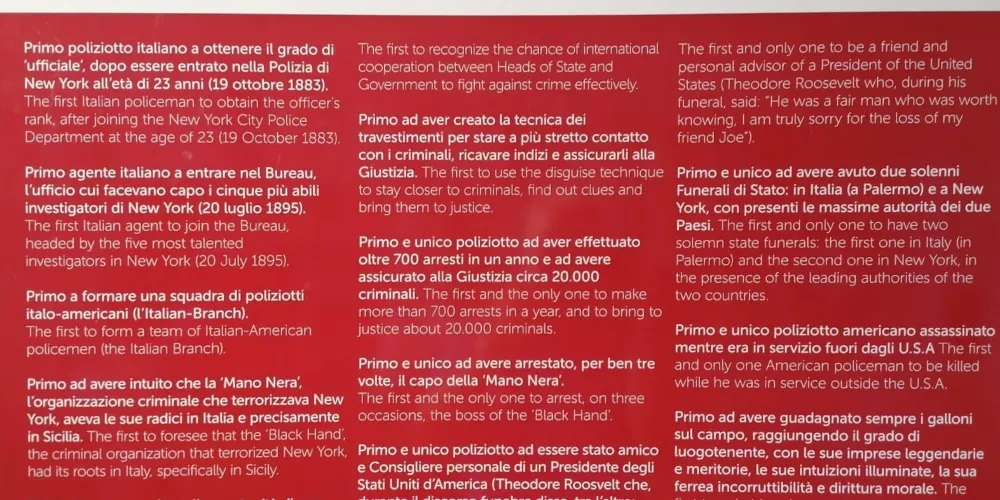 Primo poliziotto italiano a ottenere il grado di
'ufficiale', dopo essere entrato nella Polizia di
New York all'età di 23 anni (19 ottobre 1883).
The first Italian policeman to obtain the officer's
rank, after joining the New York City Police
Department at the age of 23 (19 October 1883).
Primo agente italiano a entrare nel Bureau,
l'ufficio cui facevano capo i cinque più abili
investigatori di New York (20 luglio 1895).
The first Italian agent to join the Bureau,
headed by the five most talented
investigators in New York (20 July 1895).
Primo a formare una squadra di poliziotti
italo-americani (l'Italian-Branch).
The first to form a team of Italian-American
policemen (the Italian Branch).
Primo ad avere intuito che la 'Mano Nera',
l'organizzazione criminale che terrorizzava New
York, aveva le sue radici in Italia e precisamente
in Sicilia. The first to foresee that the 'Black Hand',
the criminal organization that terrorized New York,
had its roots in Italy, specifically in Sicily.
The first to recognize the chance of international
cooperation between Heads of State and
Government to fight against crime effectively.
Primo ad aver creato la tecnica dei
travestimenti per stare a più stretto contatto
con i criminali, ricavare indizi e assicurarli alla
Giustizia. The first to use the disguise technique
to stay closer to criminals, find out clues and
bring them to justice.
Primo e unico poliziotto ad aver effettuato
oltre 700 arresti in un anno e ad avere
assicurato alla Giustizia circa 20.000
criminali. The first and the only one to make
more than 700 arrests in a year, and to bring to
justice about 20.000 criminals.
Primo e unico ad avere arrestato, per ben tre
volte, il capo della 'Mano Nera'.
The first and the only one to arrest, on three
occasions, the boss of the 'Black Hand'.
Primo e unico poliziotto ad essere stato amico
e Consigliere personale di un Presidente degli
Stati Uniti d'America (Theodore Roosvelt che,
The first and only one to be a friend and
personal advisor of a President of the United
States (Theodore Roosevelt who, during his
funeral, said: "He was a fair man who was worth
knowing, I am truly sorry for the loss of my
friend Joe").
Primo e unico ad avere avuto due solenni
Funerali di Stato: in Italia (a Palermo) e a New
York, con presenti le massime autorità dei due
Paesi. The first and only one to have two
solemn state funerals: the first one in Italy (in
Palermo) and the second one in New York, in
the presence of the leading authorities of the
two countries.
Primo e unico poliziotto americano assassinato
mentre era in servizio fuori dagli U.S.A The first
and only one American policeman to be killed
while he was in service outside the U.S.A.
Primo ad avere guadagnato sempre i galloni
sul campo, raggiungendo il grado di
luogotenente, con le sue imprese leggendarie
e meritorie, le sue intuizioni illuminate, la sua
ferrea incorruttibilità e dirittura morale. The